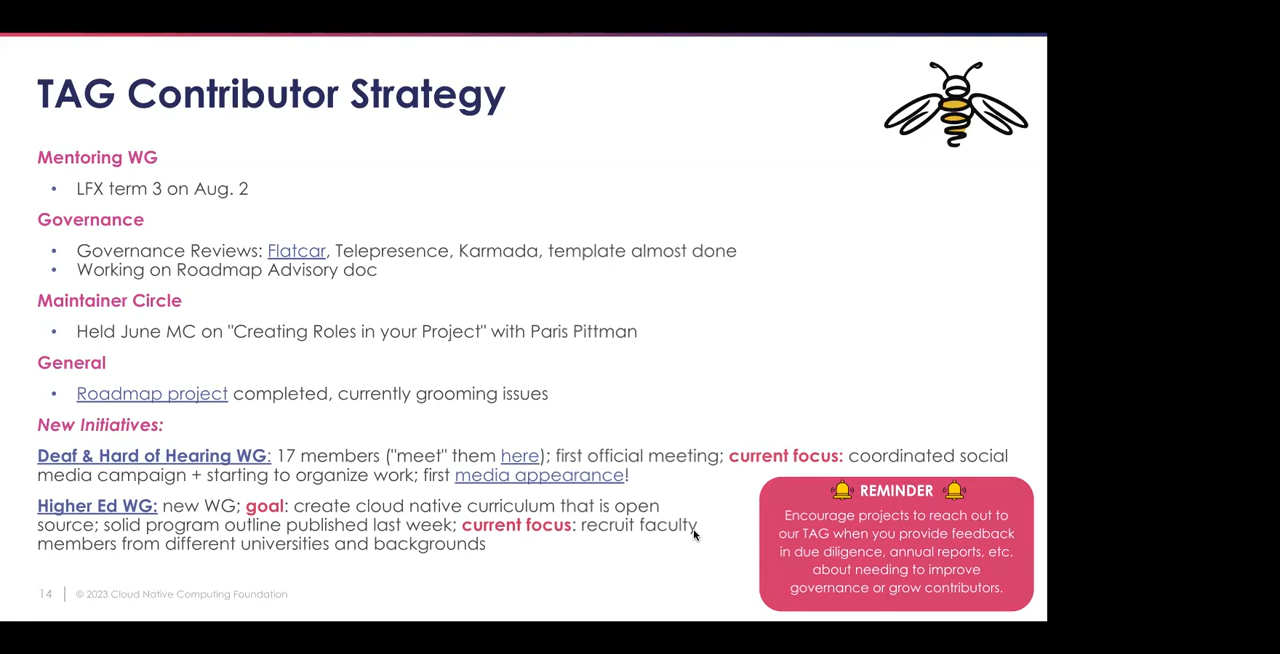 TAG Contributor Strategy
Mentoring WG
• LFX term 3 on Aug. 2
Governance
• Governance Reviews: Flatcar, Telepresence, Karmada, template almost done
• Working on Roadmap Advisory doc
Maintainer Circle
• Held June MC on "Creating Roles in your Project" with Paris Pittman
General
• Roadmap project completed, currently grooming issues
New Initiatives:
Deaf & Hard of Hearing WG: 17 members ("meet" them here); first official meeting; current focus: coordinated social
media campaign + starting to organize work; first media appearance!
Higher Ed WG: new WG; goal: create cloud native curriculum that is open
source; solid program outline published last week; current focus: recruit faculty
members from different universities and backgrounds
REMINDER
Encourage projects to reach out to
our TAG when you provide feedback
in due diligence, annual reports, etc.
about needing to improve
governance or grow contributors.
14 | © 2023 Cloud Native Computing Foundation